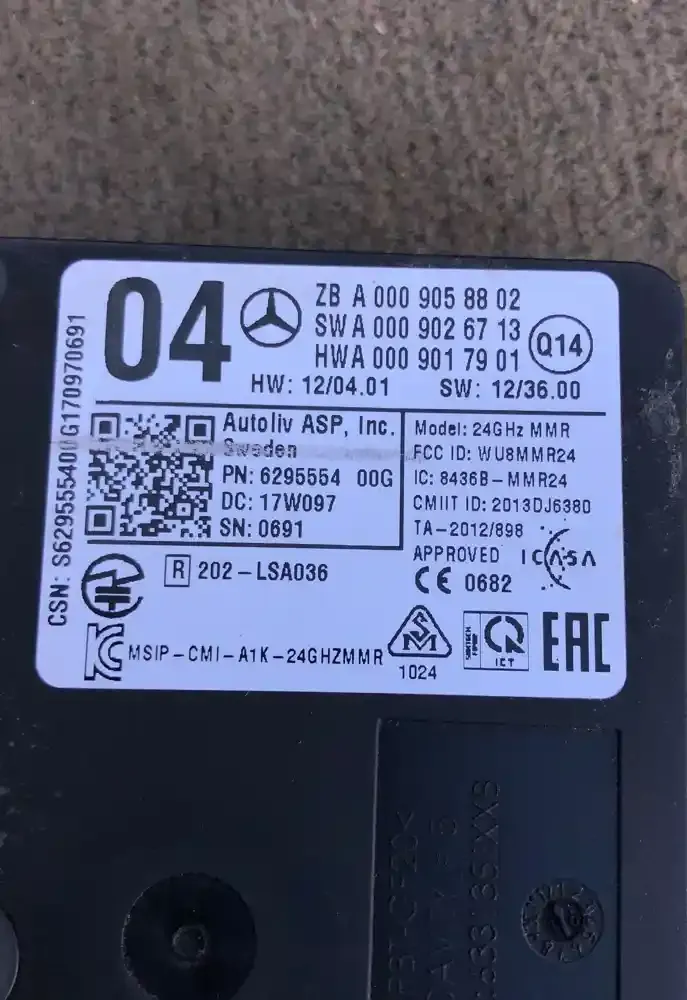 04
ZB A 000 905 88 02
SW A 000 902 67 13
HW A 000 901 79 01
Q14
HW: 12/04.01 SW: 12/36.00
CSN: S629555400G170970691
Autoliv ASP, Inc.
Sweden
PN: 6295554 00G
DC: 17W097
SN: 0691
Model: 24GHz MMR
FCC ID: WU8MMR24
IC: 8436B-MMR24
CMIIT ID: 2013DJ6380
TA-2012/898
APPROVED ICASA
CE 0682
R 202-LSA036
MSIP-CMI-A1K-24GHZMMR
1024
ICT
EAC